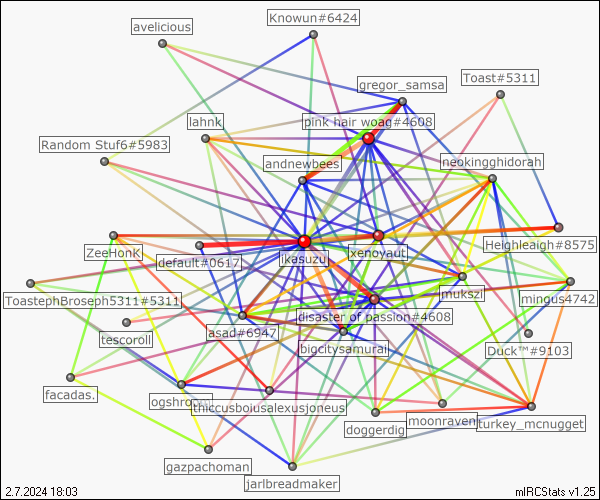 Knowun#6424
avelicious
gregor_samsa
Toast#5311
lahnk
pink hair woag#4608
Random Stuf6#5983
andnewbees
neokingghidorah
ZeeHonK
default#0617
ikasuzu
xenoyaut
Heighleaigh#8575
ToastephBroseph5311#5311
mukszi
mingus4742
disaster of passion#4608
tescoroll
asad#6947
bigcitysamurai
Duck™#9103
facadas.
thiccusboiusalexusjoneus
doggerdig
moonraven
turkey_mcnugget
gazpachoman
jarlbreadmaker
2.7.2024 18:03
mIRCStats v1.25